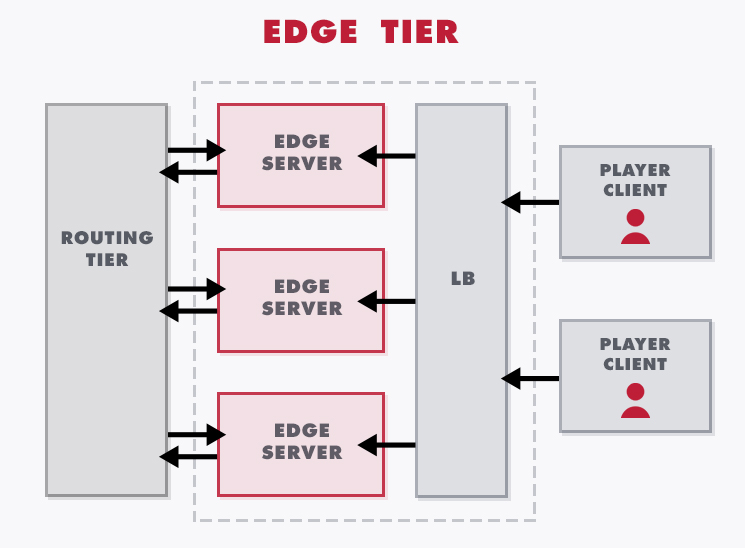 EDGE TIER
ROUTING
TIER
EDGE
SERVER
EDGE
SERVER
EDGE
SERVER
LB
PLAYER
CLIENT
PLAYER
CLIENT